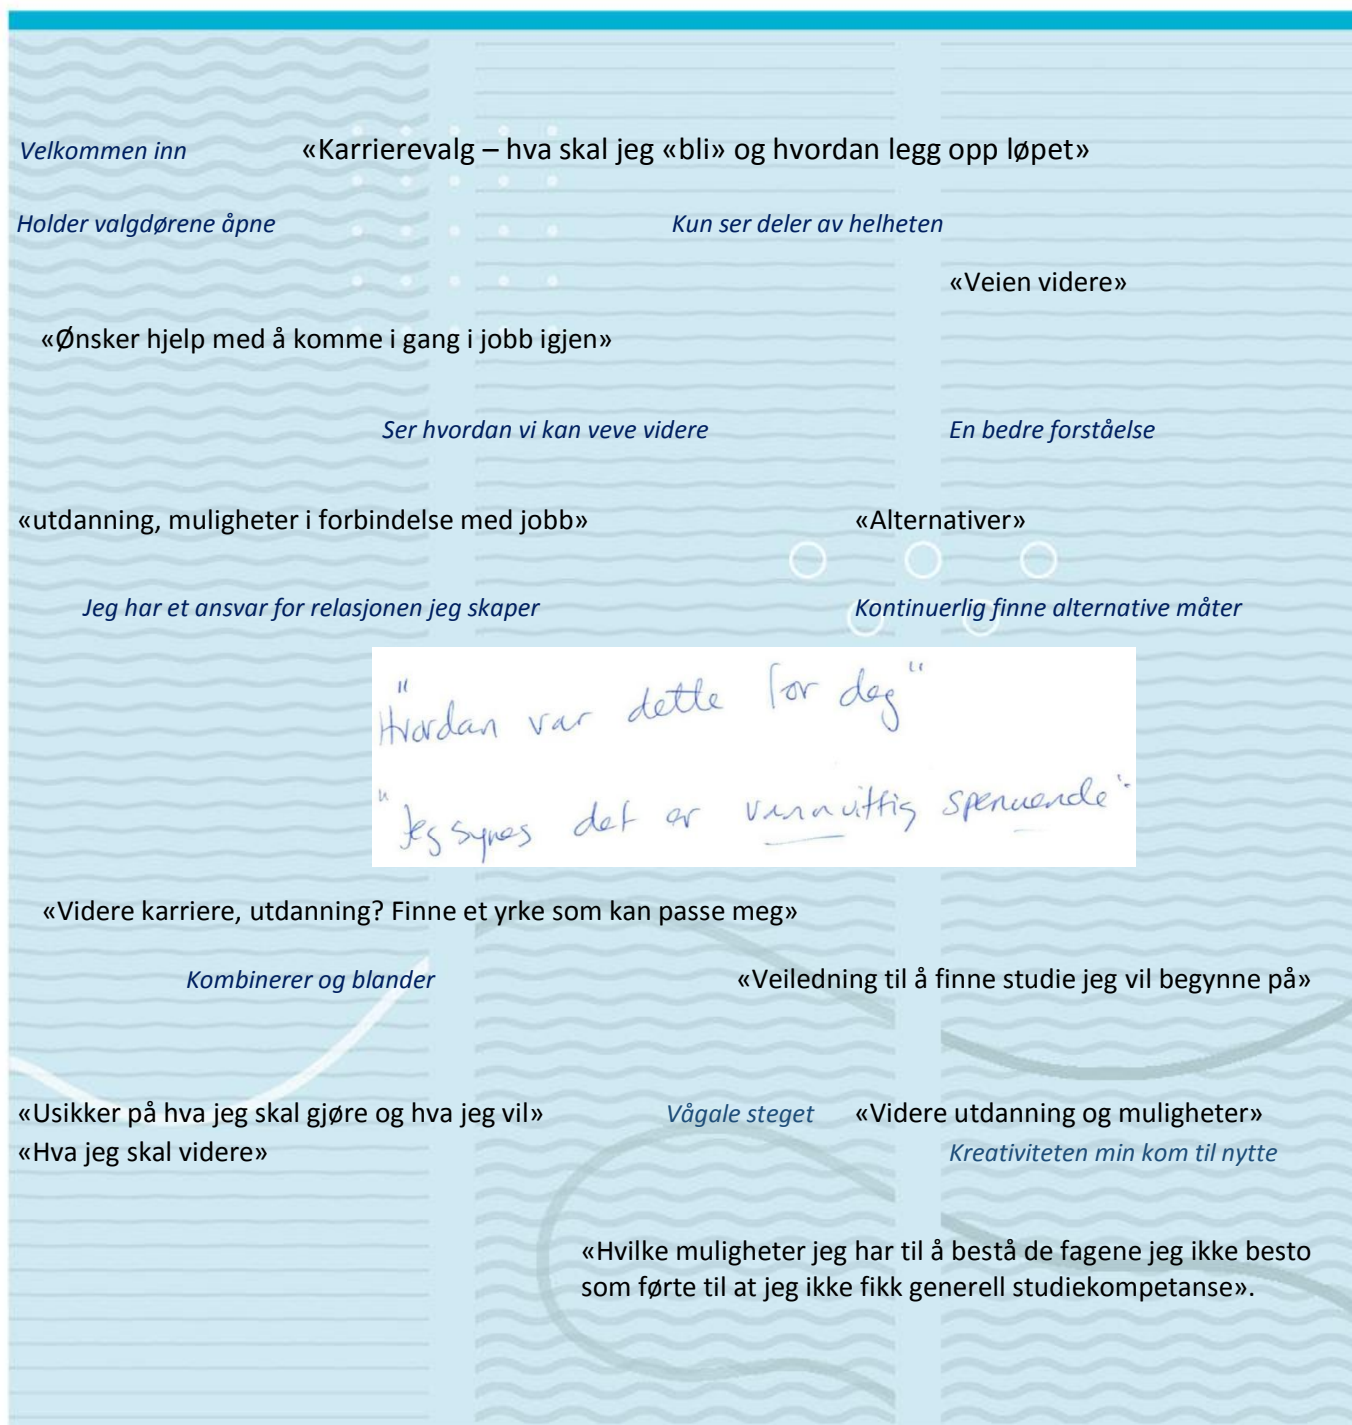 Velkommen inn «Karrierevalg – hva skal jeg «bli» og hvordan legg opp løpet»
Holder valgdørene åpne Kun ser deler av helheten
«Veien videre»
«Ønsker hjelp med å komme i gang i jobb igjen»
Ser hvordan vi kan veve videre En bedre forståelse
«utdanning, muligheter i forbindelse med jobb» «Alternativer»
Jeg har et ansvar for relasjonen jeg skaper Kontinuerlig finne alternative måter
"Hvordan var dette for deg"
"Jeg synes det er vannvittig spennende"
«Videre karriere, utdanning? Finne et yrke som kan passe meg»
Kombinerer og blander «Veiledning til å finne studie jeg vil begynne på»
«Usikker på hva jeg skal gjøre og hva jeg vil» Vågale steget «Videre utdanning og muligheter»
«Hva jeg skal videre» Kreativiteten min kom til nytte
«Hvilke muligheter jeg har til å bestå de fagene jeg ikke besto
som førte til at jeg ikke fikk generell studiekompetanse».